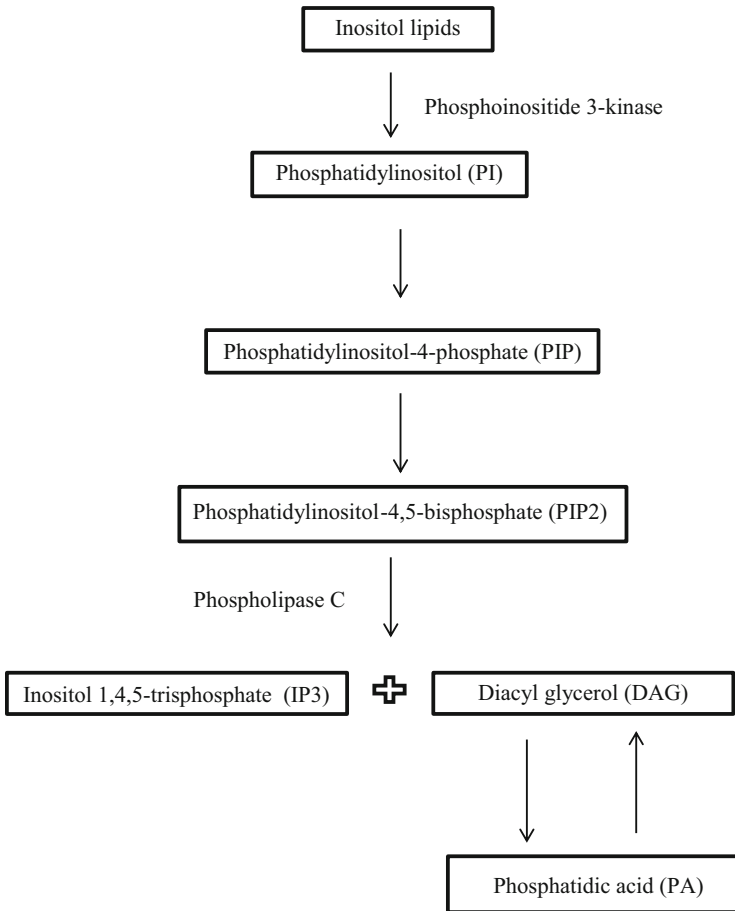 Inositol lipids
Phosphoinositide 3-kinase
Phosphatidylinositol (PI)
Phosphatidylinositol-4-phosphate (PIP)
Phosphatidylinositol-4,5-bisphosphate (PIP2)
Phospholipase C
Inositol 1,4,5-trisphosphate (IP3)
Diacyl glycerol (DAG)
Phosphatidic acid (PA)